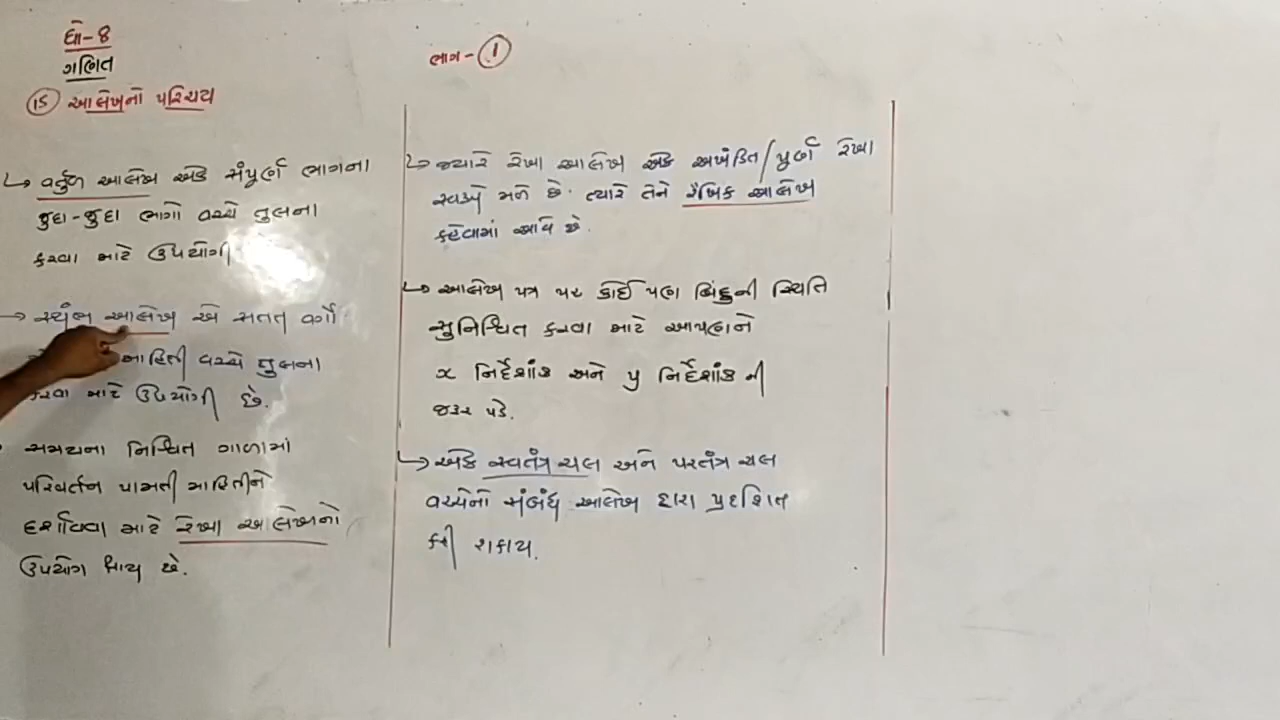 ધો-8
ગણિત
15 આલેખનો પરિચય
ભાગ-1
→ વર્તુળ આલેખ એકે સંપૂર્ણ ભાગના
જુદા-જુદા ભાગો વચ્ચે તુલના
કરવા માટે ઉપયોગી
→ સ્થંભ આલેખ એ સતત વર્ગો
માહિતી વચ્ચે તુલના
કરવા માટે ઉપયોગી છે.
સમયના નિશ્ચિત ગાળામાં
પરિવર્તન પામતી માહિતીને
દર્શાવવા માટે રેખા આલેખનો
ઉપયોગ થાય છે.
→ જ્યારે રેખા આલેખ એક અખંડિત/પૂર્ણ રેખા
સ્વરૂપે મળે છે. ત્યારે તેને રૈખિક આલેખ
કહેવામાં આવે છે.
→ આલેખ પત્ર પર કોઈ પણ બિંદુની સ્થિતિ
સુનિશ્ચિત કરવા માટે આપણને
x નિર્દેશાંક અને y નિર્દેશાંક ની
જરૂર પડે.
→ એક સ્વતંત્ર ચલ અને પરતંત્ર ચલ
વચ્ચેનો સંબંધ આલેખ દ્વારા પ્રદર્શિત
કરી શકાય.